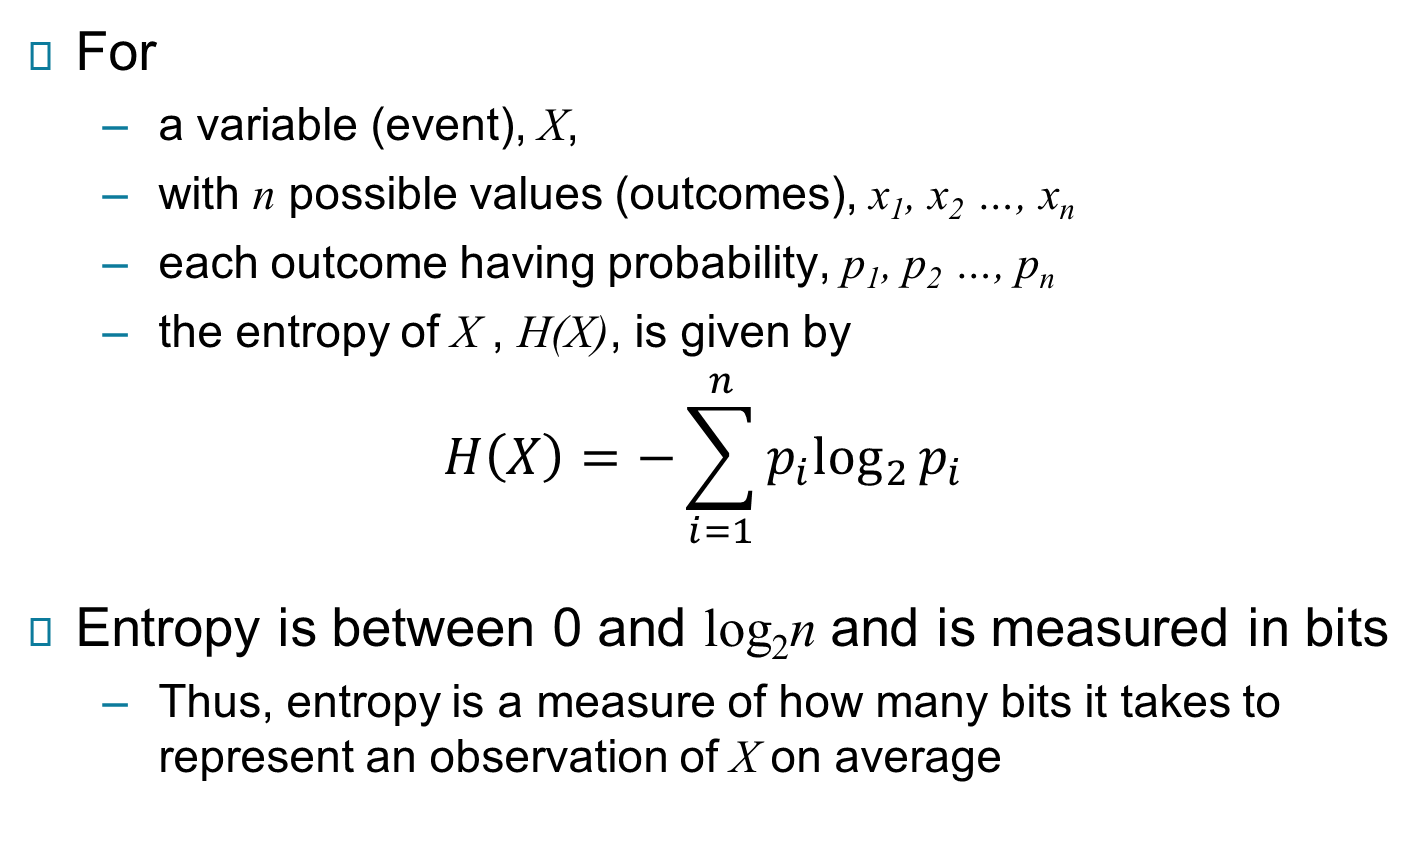 For
– a variable (event), X,
– with n possible values (outcomes), x₁, x₂ …, xₙ
– each outcome having probability, p₁, p₂ …, pₙ
– the entropy of X , H(X), is given by
H(X) = − ∑ᵢ₌₁ⁿ pᵢ log₂ pᵢ
Entropy is between 0 and log₂n and is measured in bits
– Thus, entropy is a measure of how many bits it takes to
represent an observation of X on average